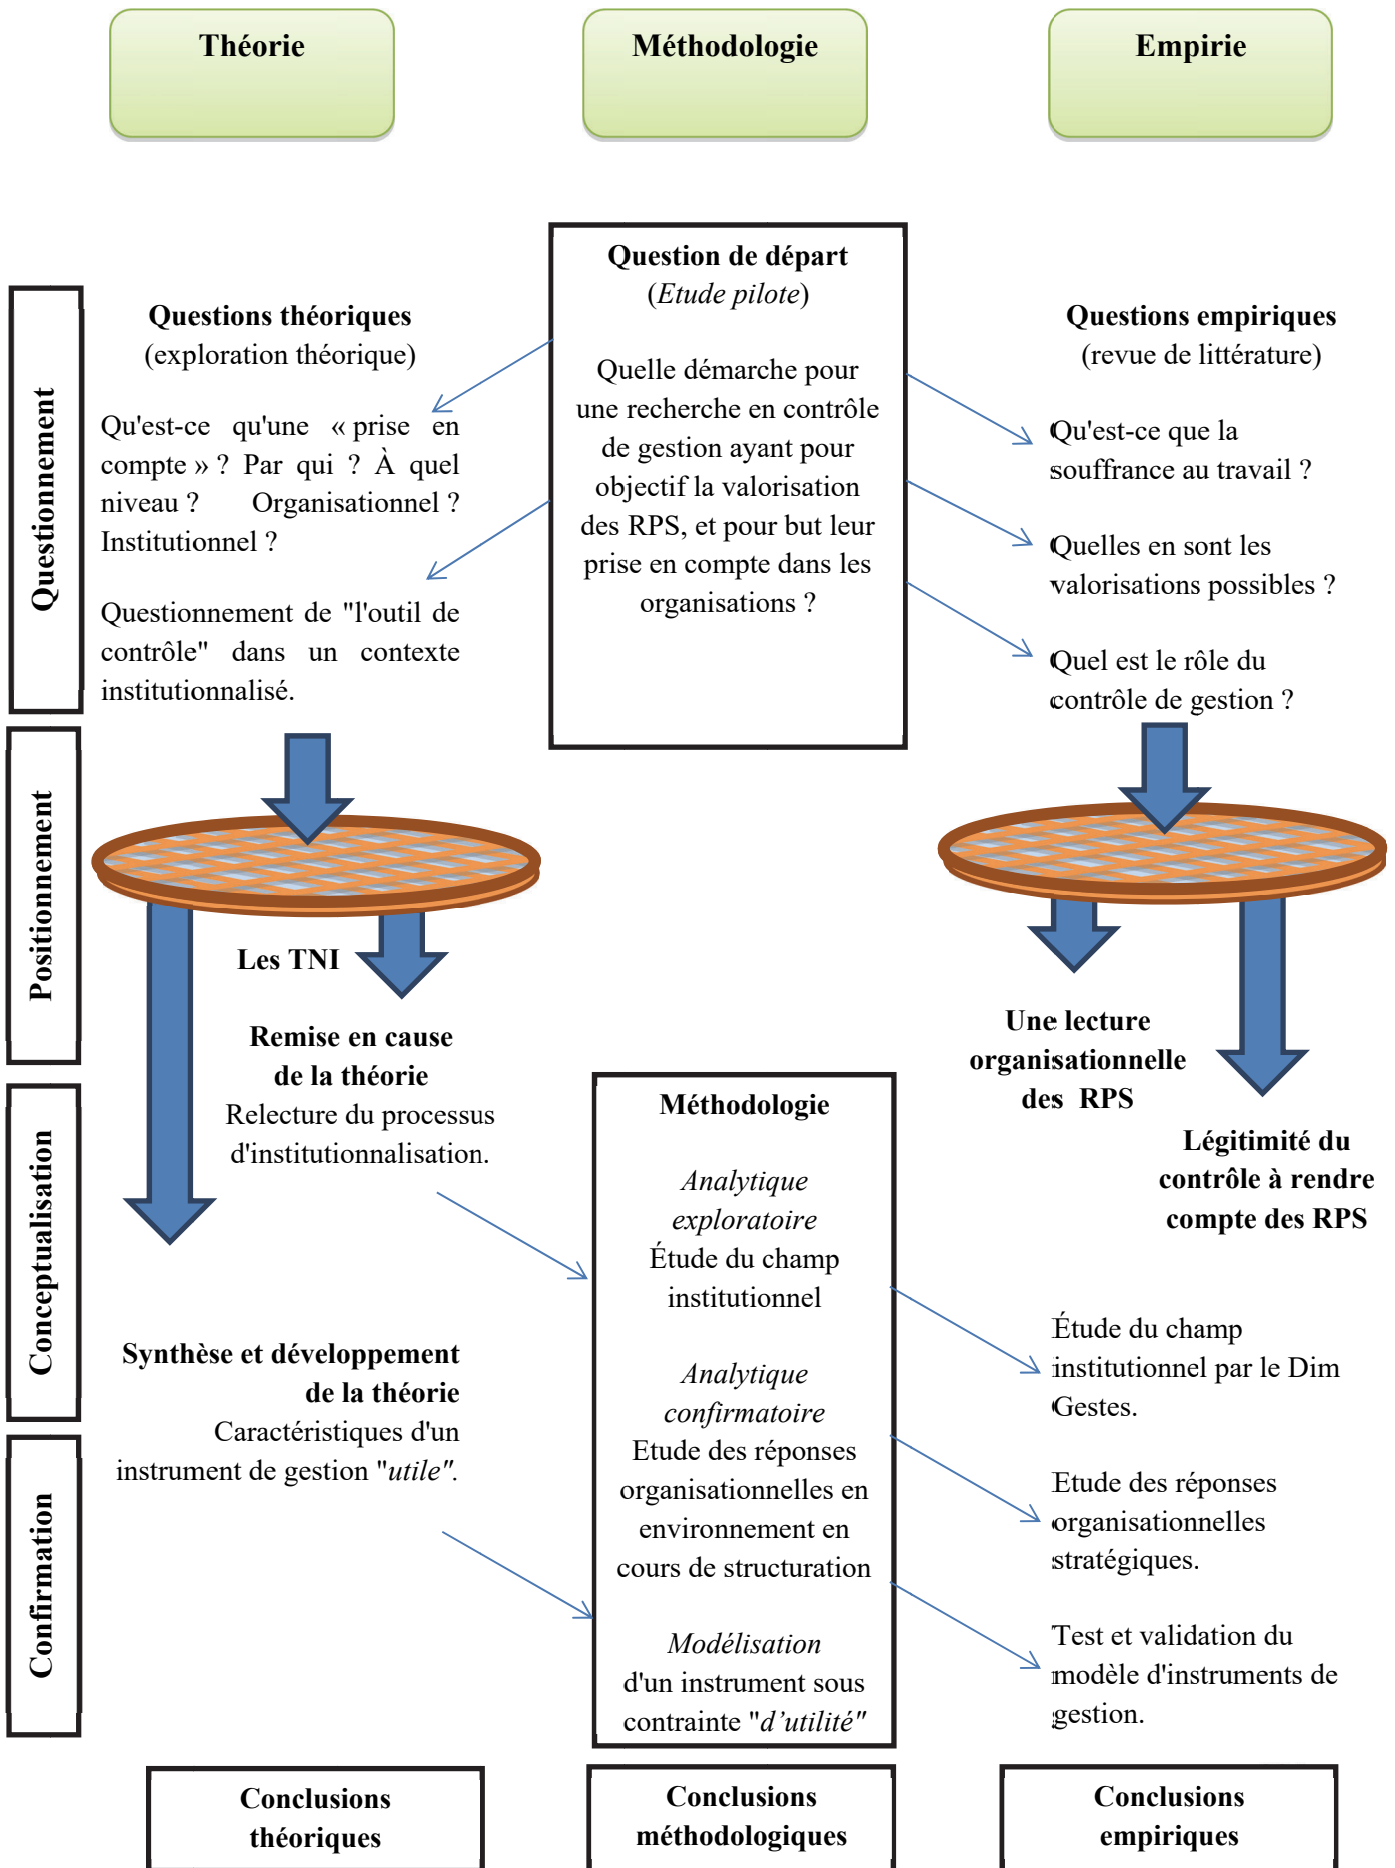 Théorie
Méthodologie
Empirie
Questionnement
Questions théoriques
(exploration théorique)
Qu'est-ce qu'une « prise en
compte » ? Par qui ? À quel
niveau ? Organisationnel ?
Institutionnel ?
Questionnement de "l'outil de
contrôle" dans un contexte
institutionnalisé.
Question de départ
(Etude pilote)
Quelle démarche pour
une recherche en contrôle
de gestion ayant pour
objectif la valorisation
des RPS, et pour but leur
prise en compte dans les
organisations ?
Questions empiriques
(revue de littérature)
Qu'est-ce que la
souffrance au travail ?
Quelles en sont les
valorisations possibles ?
Quel est le rôle du
contrôle de gestion ?
Positionnement
Les TNI
Remise en cause
de la théorie
Relecture du processus
d'institutionnalisation.
Une lecture
organisationnelle
des RPS
Légitimité du
contrôle à rendre
compte des RPS
Conceptualisation
Synthèse et développement
de la théorie
Caractéristiques d'un
instrument de gestion "utile".
Méthodologie
Analytique
exploratoire
Étude du champ
institutionnel
Analytique
confirmatoire
Etude des réponses
organisationnelles en
environnement en
cours de structuration
Modélisation
d'un instrument sous
contrainte "d’utilité"
Étude du champ
institutionnel par le Dim
Gestes.
Etude des réponses
organisationnelles
stratégiques.
Test et validation du
modèle d'instruments de
gestion.
Confirmation
Conclusions
théoriques
Conclusions
méthodologiques
Conclusions
empiriques